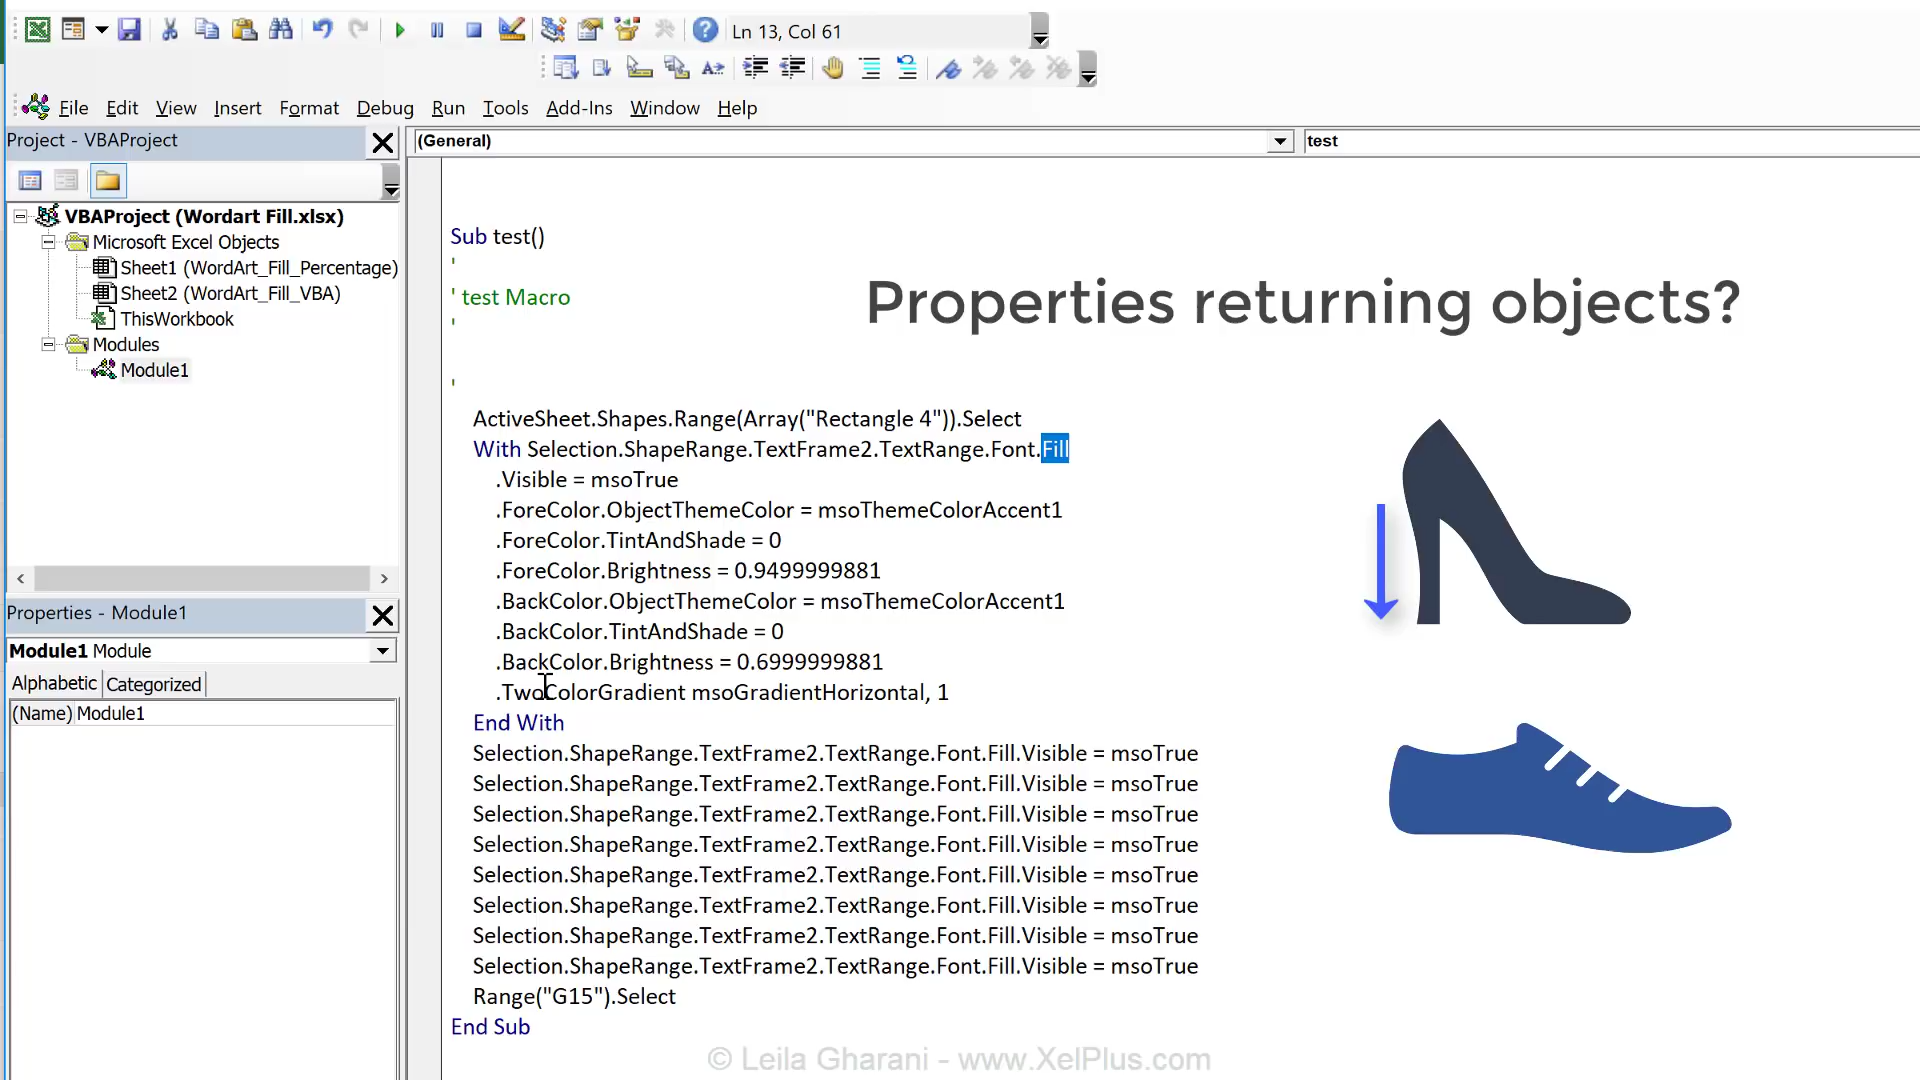 Ln 13, Col 61
File Edit View Insert Format Debug Run Tools Add-Ins Window Help
Project - VBAProject
(General)
test
VBAProject (Wordart Fill.xlsx)
Microsoft Excel Objects
Sheet1 (WordArt_Fill_Percentage)
Sheet2 (WordArt_Fill_VBA)
ThisWorkbook
Modules
Module1
Properties - Module1
Module1 Module
Alphabetic Categorized
(Name) Module1
Sub test()
'
' test Macro
'
'
ActiveSheet.Shapes.Range(Array("Rectangle 4")).Select
With Selection.ShapeRange.TextFrame2.TextRange.Font.Fill
.Visible = msoTrue
.ForeColor.ObjectThemeColor = msoThemeColorAccent1
.ForeColor.TintAndShade = 0
.ForeColor.Brightness = 0.9499999881
.BackColor.ObjectThemeColor = msoThemeColorAccent1
.BackColor.TintAndShade = 0
.BackColor.Brightness = 0.6999999881
.TwoColorGradient msoGradientHorizontal, 1
End With
Selection.ShapeRange.TextFrame2.TextRange.Font.Fill.Visible = msoTrue
Selection.ShapeRange.TextFrame2.TextRange.Font.Fill.Visible = msoTrue
Selection.ShapeRange.TextFrame2.TextRange.Font.Fill.Visible = msoTrue
Selection.ShapeRange.TextFrame2.TextRange.Font.Fill.Visible = msoTrue
Selection.ShapeRange.TextFrame2.TextRange.Font.Fill.Visible = msoTrue
Selection.ShapeRange.TextFrame2.TextRange.Font.Fill.Visible = msoTrue
Selection.ShapeRange.TextFrame2.TextRange.Font.Fill.Visible = msoTrue
Selection.ShapeRange.TextFrame2.TextRange.Font.Fill.Visible = msoTrue
Range("G15").Select
End Sub
Properties returning objects?
© Leila Gharani - www.XelPlus.com